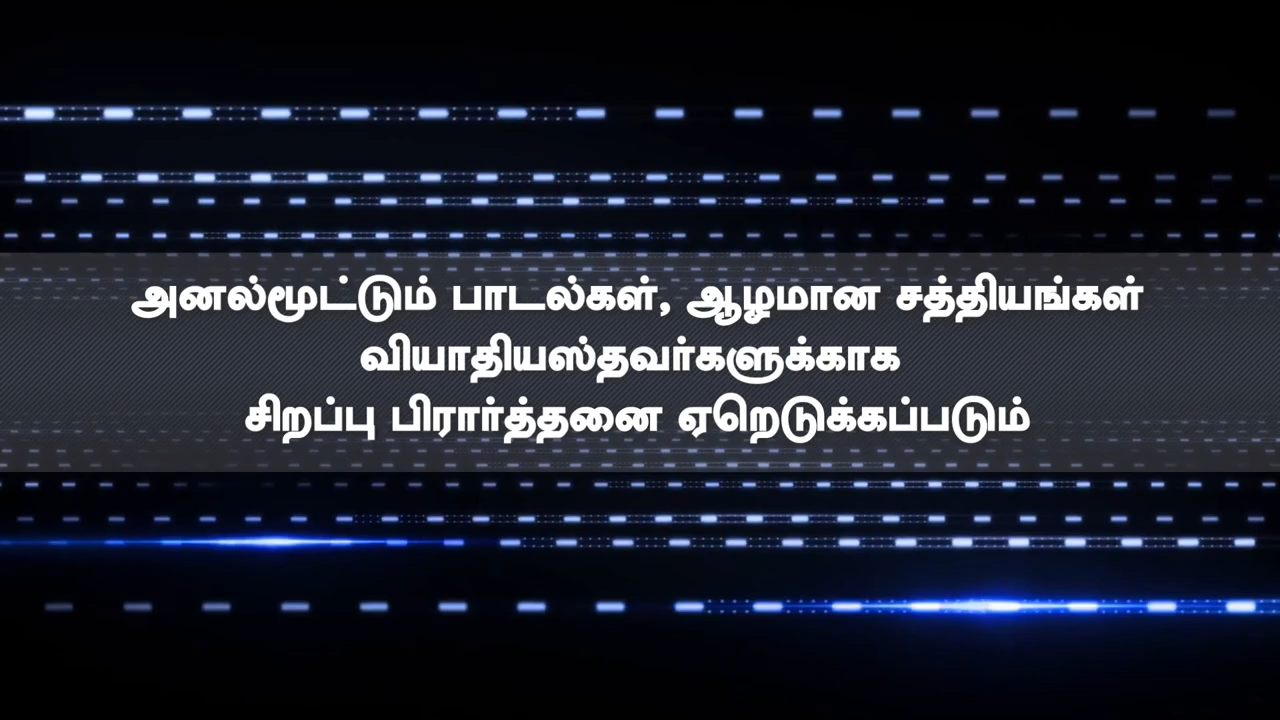 அனல்மூட்டும் பாடல்கள், ஆழமான சத்தியங்கள்
வியாதியஸ்தவர்களுக்காக
சிறப்பு பிரார்த்தனை ஏறெடுக்கப்படும்